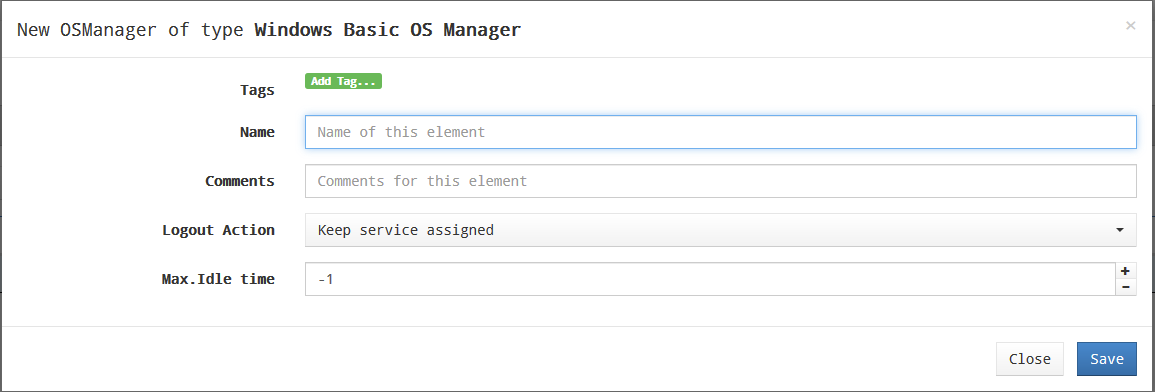 New OSManager of type Windows Basic OS Manager ×
Tags Add Tag...
Name Name of this element
Comments Comments for this element
Logout Action Keep service assigned
Max.Idle time -1 + −
Close Save